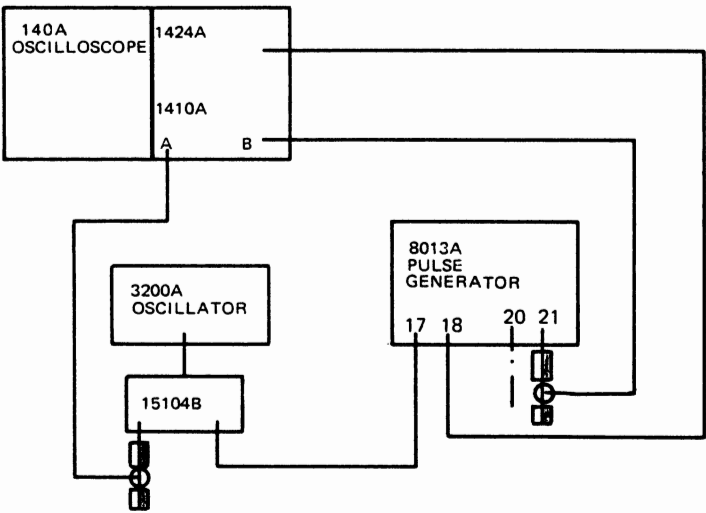 140A
OSCILLOSCOPE
1424A
1410A
A B
8013A
PULSE
GENERATOR
17 18 20 21
3200A
OSCILLATOR
15104B